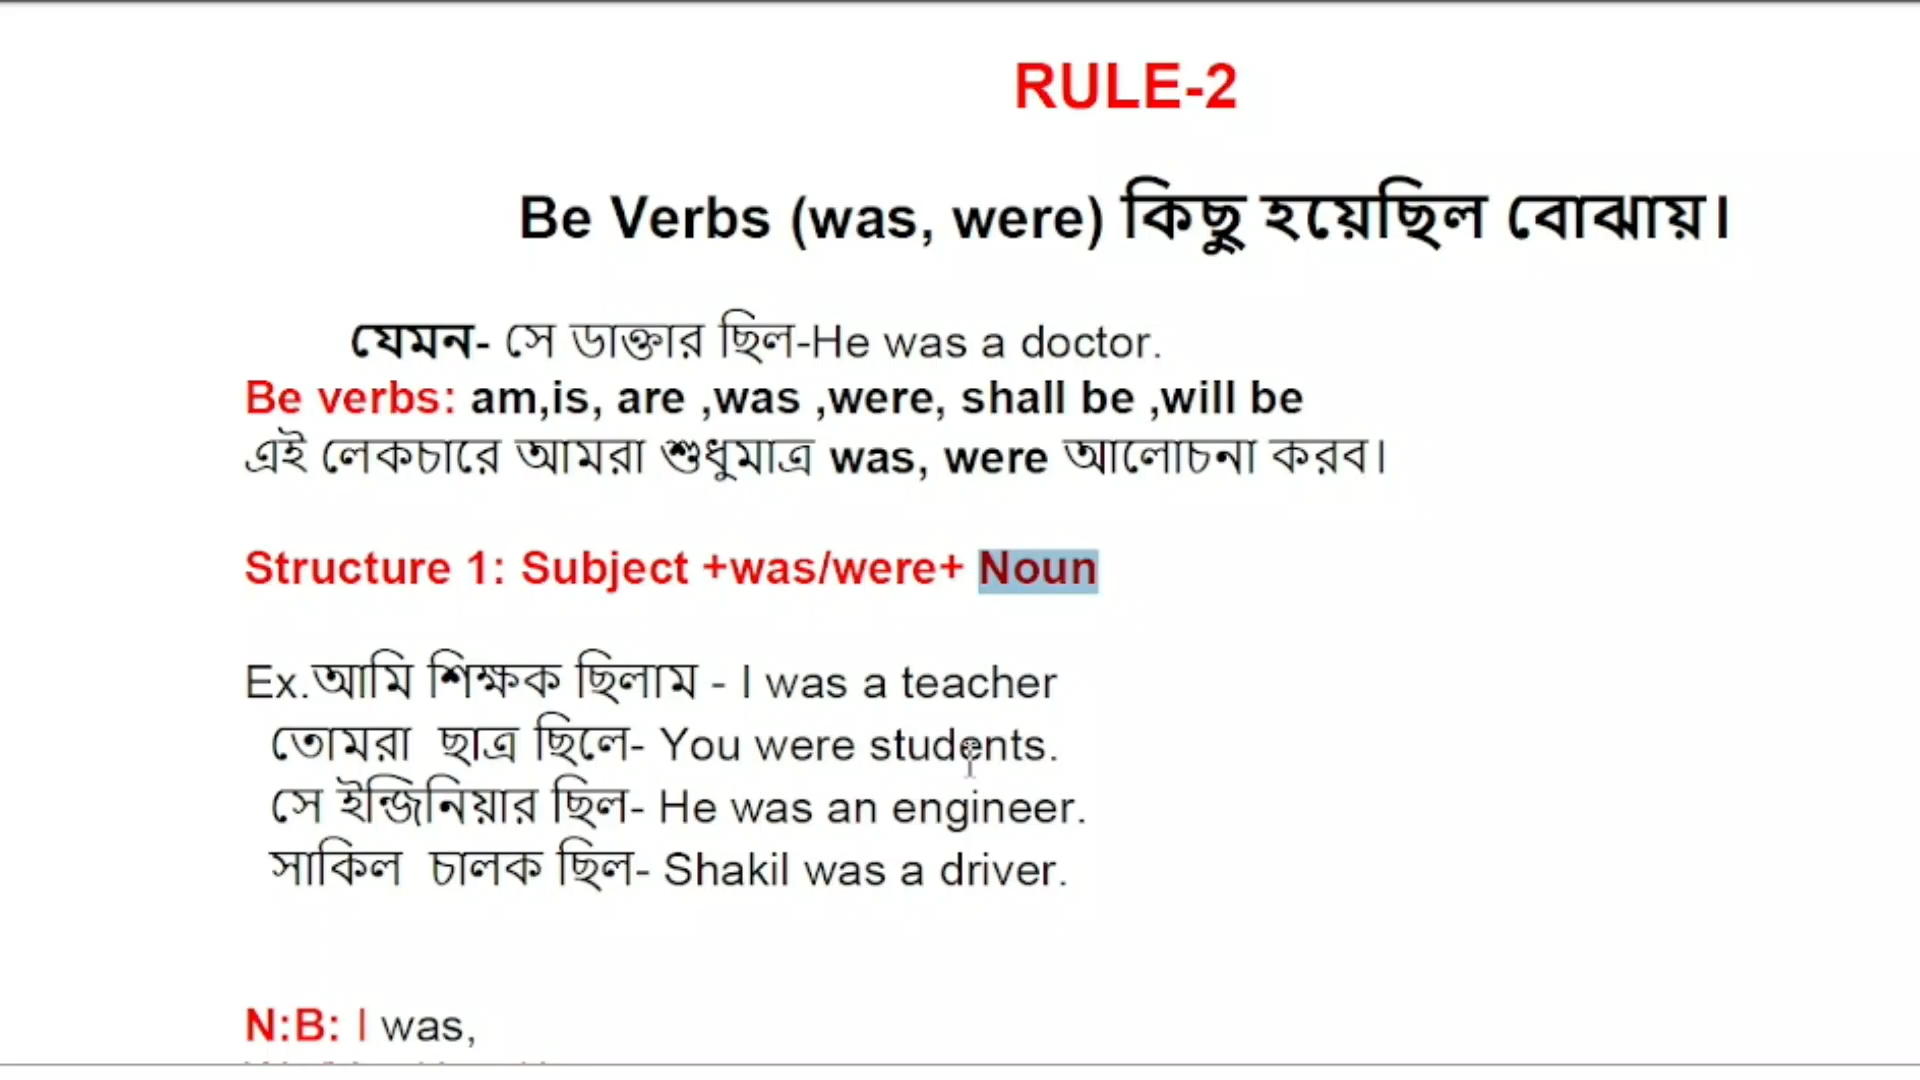 RULE-2
Be Verbs (was, were) কিছু হয়েছিল বোঝায়।
যেমন- সে ডাক্তার ছিল-He was a doctor.
Be verbs: am,is, are ,was ,were, shall be ,will be
এই লেকচারে আমরা শুধুমাত্র was, were আলোচনা করব।
Structure 1: Subject +was/were+ Noun
Ex.আমি শিক্ষক ছিলাম - I was a teacher
তোমরা ছাত্র ছিলে- You were students.
সে ইন্জিনিয়ার ছিল- He was an engineer.
সাকিল চালক ছিল- Shakil was a driver.
N:B: I was,